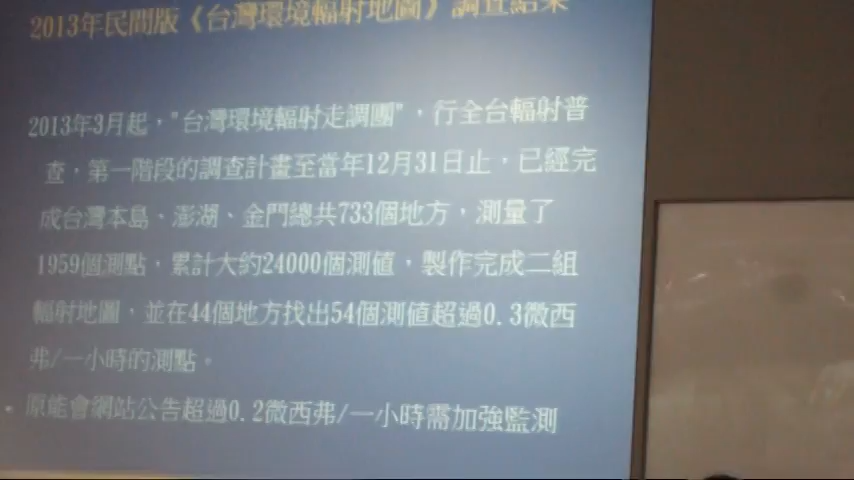 2013年民間版《台灣環境輻射地圖》調查結果
2013年3月起，"台灣環境輻射走調團"，行全台輻射普
查，第一階段的調查計畫至當年12月31日止，已經完
成台灣本島、澎湖、金門總共733個地方，測量了
1959個測點，累計大約24000個測值，製作完成二組
輻射地圖，並在44個地方找出54個測值超過0.3微西
弗/一小時的測點。
• 原能會網站公告超過0.2微西弗/一小時需加強監測